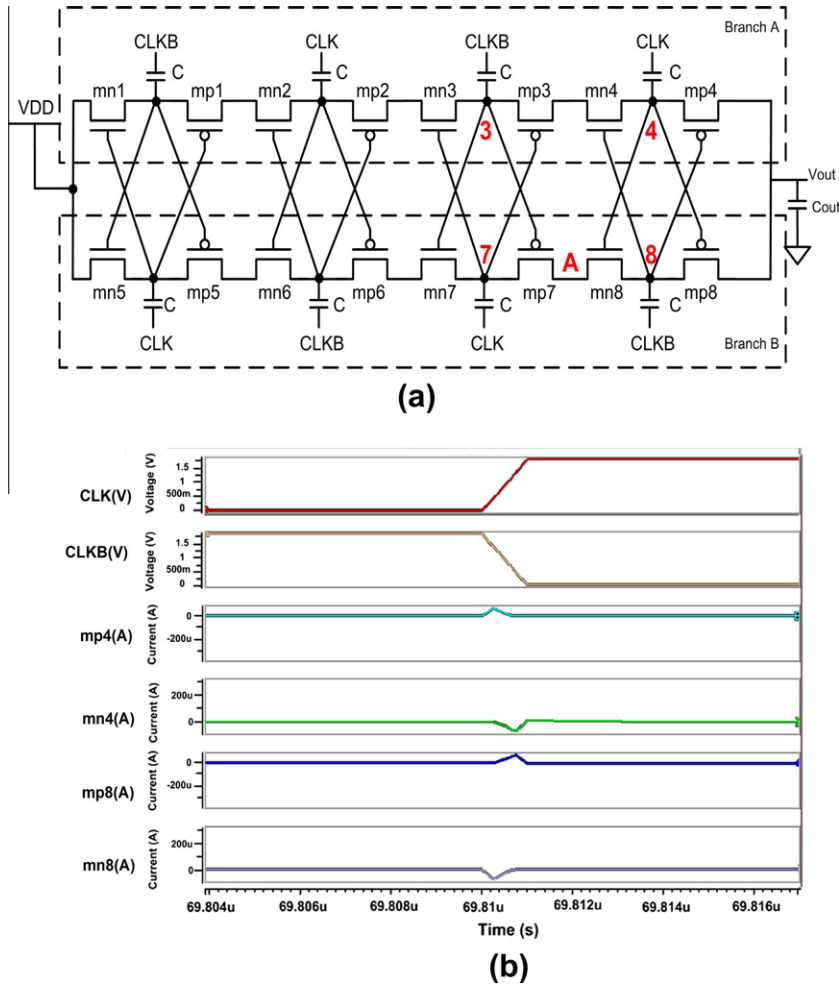 Branch A
CLKB CLK CLKB CLK
C C C C
mn1 mp1 mn2 mp2 mn3 mp3 mn4 mp4
VDD
3 4
Vout
Cout
7 A 8
mn5 mp5 mn6 mp6 mn7 mp7 mn8 mp8
C C C C
CLK CLKB CLK CLKB
Branch B
(a)
CLK(V) Voltage (V) 1.5 1 500m 0
CLKB(V) Voltage (V) 1.5 1 500m 0
mp4(A) Current (A) 0 -200u
mn4(A) Current (A) 200u 0
mp8(A) Current (A) 0 -200u
mn8(A) Current (A) 200u 0
69.804u 69.806u 69.808u 69.81u 69.812u 69.814u 69.816u
Time (s)
(b)